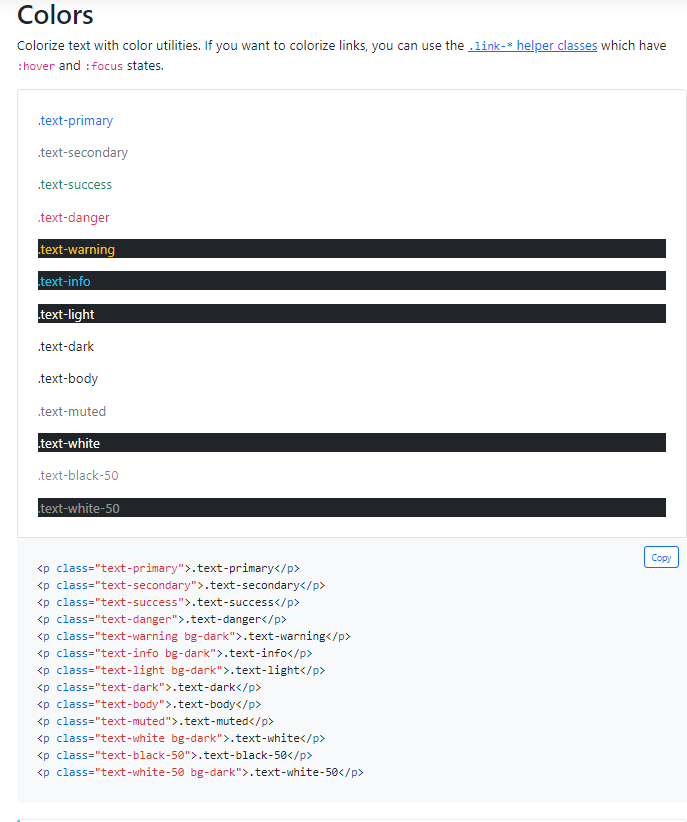 Colors
Colorize text with color utilities. If you want to colorize links, you can use the .link-* helper classes which have
:hover and :focus states.
.text-primary
.text-secondary
.text-success
.text-danger
.text-warning
.text-info
.text-light
.text-dark
.text-body
.text-muted
.text-white
.text-black-50
.text-white-50
Copy
<p class="text-primary">.text-primary</p>
<p class="text-secondary">.text-secondary</p>
<p class="text-success">.text-success</p>
<p class="text-danger">.text-danger</p>
<p class="text-warning bg-dark">.text-warning</p>
<p class="text-info bg-dark">.text-info</p>
<p class="text-light bg-dark">.text-light</p>
<p class="text-dark">.text-dark</p>
<p class="text-body">.text-body</p>
<p class="text-muted">.text-muted</p>
<p class="text-white bg-dark">.text-white</p>
<p class="text-black-50">.text-black-50</p>
<p class="text-white-50 bg-dark">.text-white-50</p>